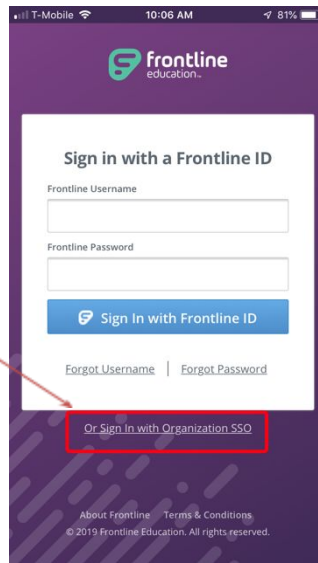 T-Mobile 10:06 AM 81%
frontline
education™
Sign in with a Frontline ID
Frontline Username
Frontline Password
Sign In with Frontline ID
Forgot Username | Forgot Password
Or Sign In with Organization SSO
About Frontline Terms & Conditions
© 2019 Frontline Education. All rights reserved.